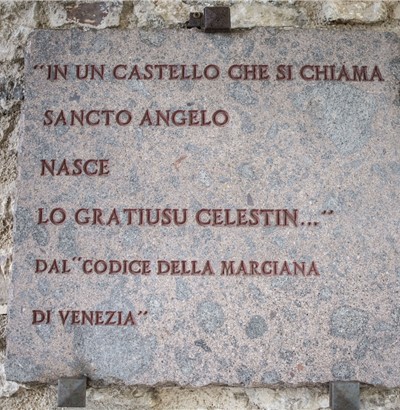 "IN UN CASTELLO CHE SI CHIAMA
SANCTO ANGELO
NASCE
LO GRATIUSU CELESTIN..."
DAL "CODICE DELLA MARCIANA
DI VENEZIA"